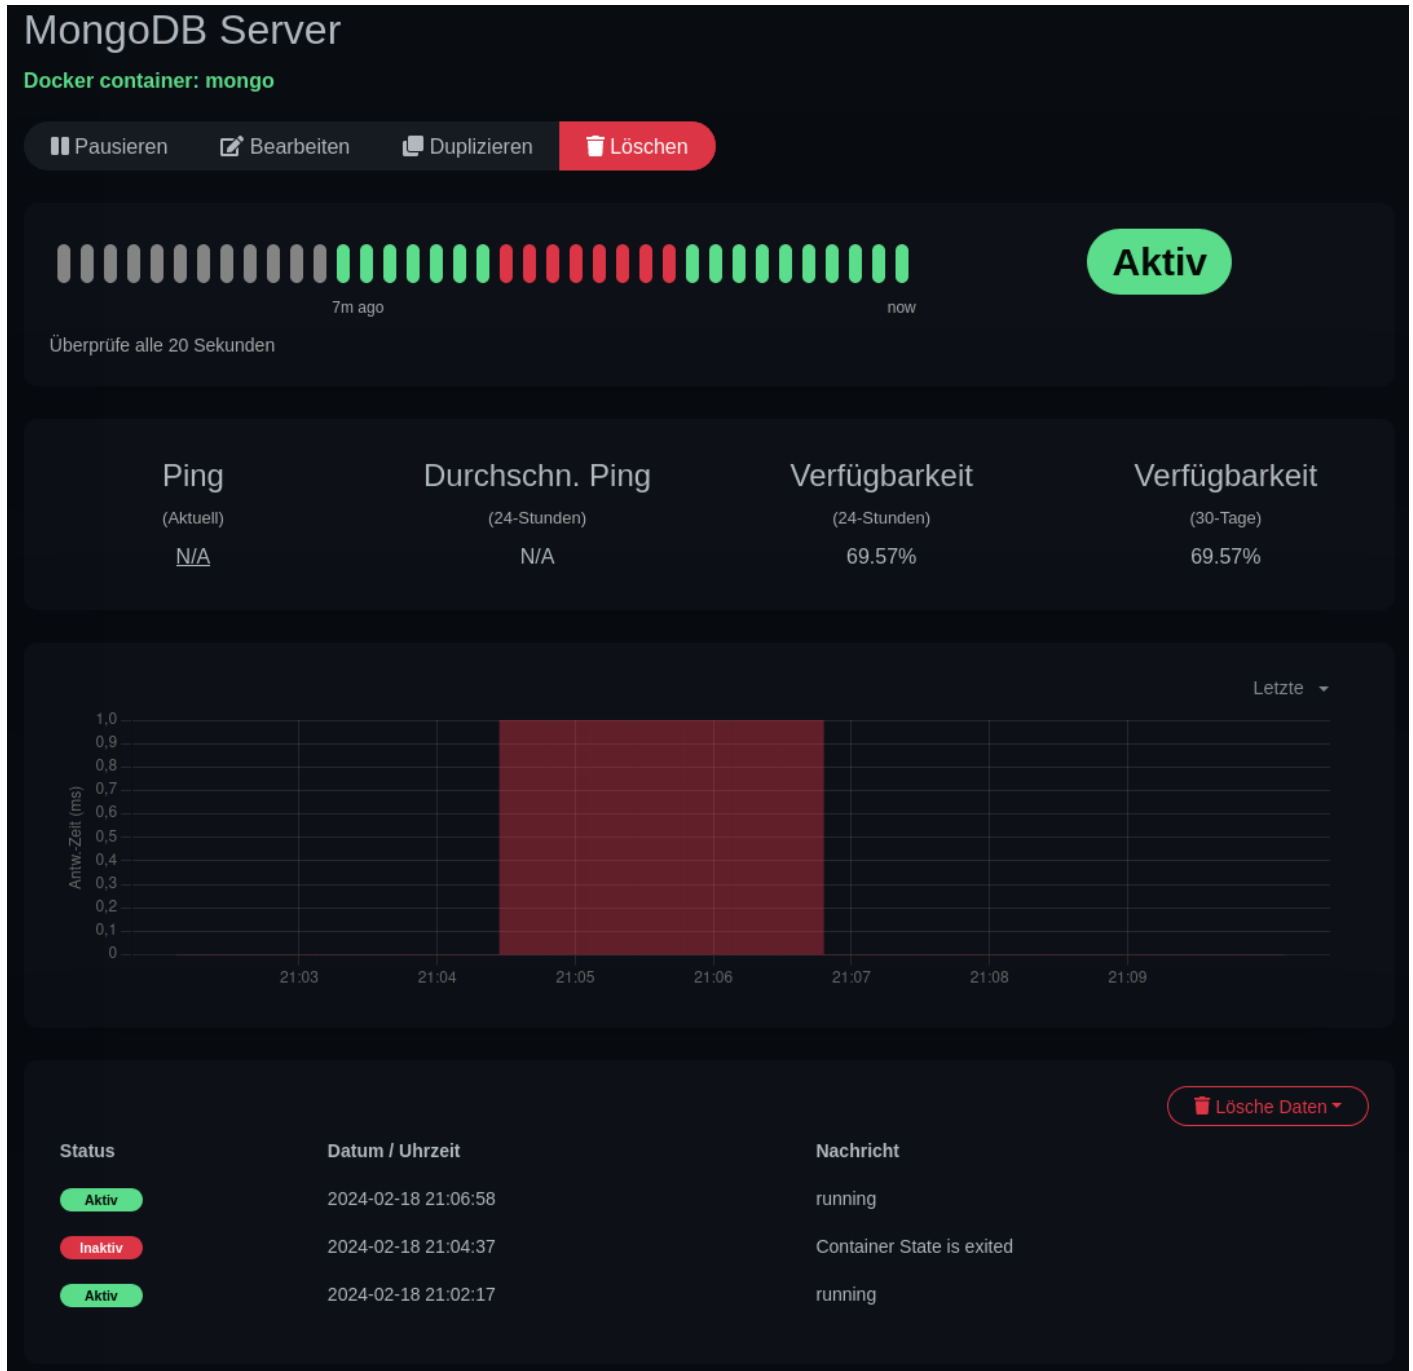 MongoDB Server
Docker container: mongo
Pausieren Bearbeiten Duplizieren Löschen
Aktiv
7m ago now
Überprüfe alle 20 Sekunden
Ping Durchschn. Ping Verfügbarkeit Verfügbarkeit
(Aktuell) (24-Stunden) (24-Stunden) (30-Tage)
N/A N/A 69.57% 69.57%
Letzte
Antw.-Zeit (ms)
1,0
0,9
0,8
0,7
0,6
0,5
0,4
0,3
0,2
0,1
0
21:03 21:04 21:05 21:06 21:07 21:08 21:09
Lösche Daten
Status Datum / Uhrzeit Nachricht
Aktiv 2024-02-18 21:06:58 running
Inaktiv 2024-02-18 21:04:37 Container State is exited
Aktiv 2024-02-18 21:02:17 running